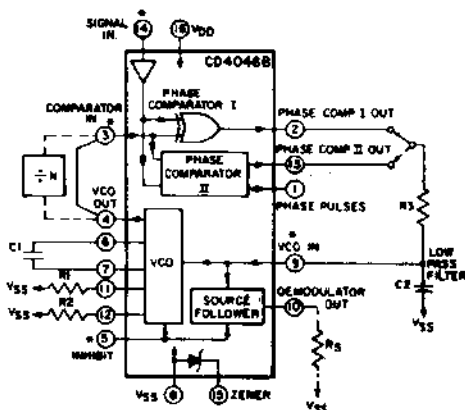 *
SIGNAL IN.
14
16
VDD
CD4046B
COMPARATOR IN
*
3
PHASE COMPARATOR I
PHASE COMP I OUT
2
PHASE COMP II OUT
13
PHASE COMPARATOR II
1
PHASE PULSES
÷ N
VCO OUT
4
R3
C1
6
7
VCO
*
VCO IN
9
LOW PASS FILTER
C2
VSS
R1
11
VSS
R2
12
SOURCE FOLLOWER
DEMODULATOR OUT
10
RS
VSS
*
5
INHIBIT
VSS
8
15
ZENER